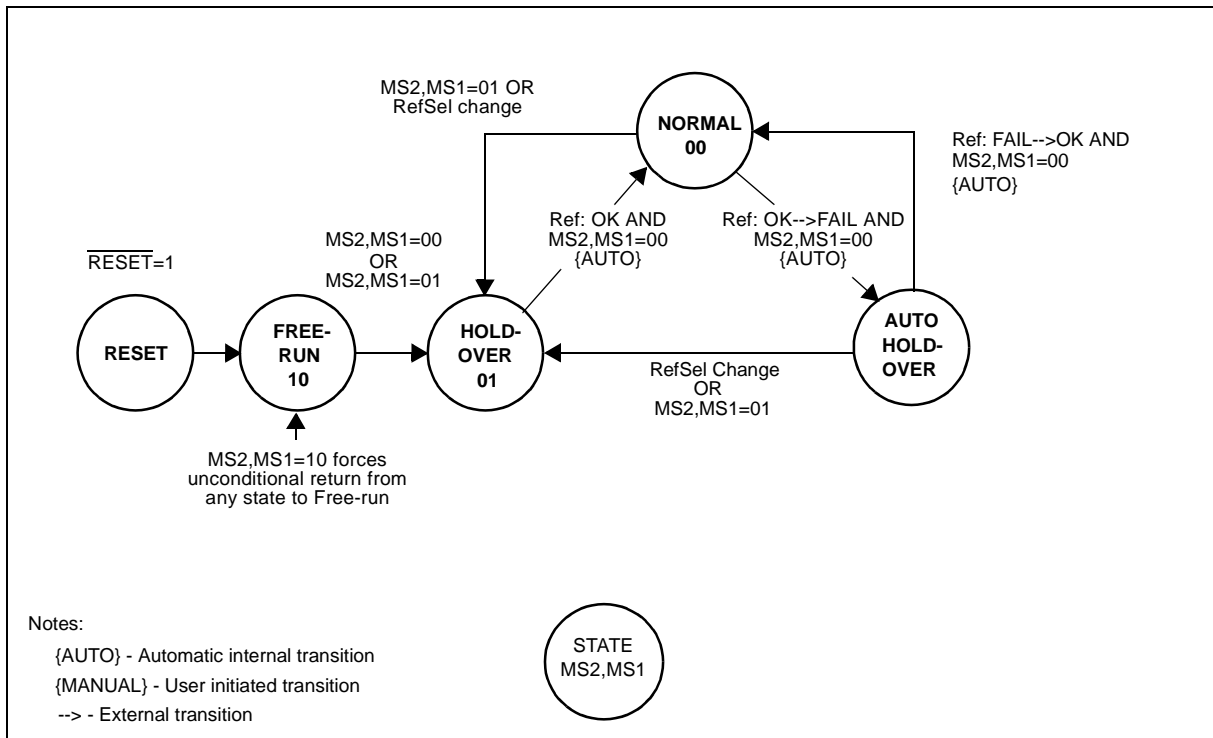 MS2,MS1=01 OR
RefSel change
NORMAL
00
Ref: FAIL-->OK AND
MS2,MS1=00
{AUTO}
Ref: OK AND
MS2,MS1=00
{AUTO}
Ref: OK-->FAIL AND
MS2,MS1=00
{AUTO}
MS2,MS1=00
OR
MS2,MS1=01
RESET=1
RESET
FREE-
RUN
10
HOLD-
OVER
01
AUTO
HOLD-
OVER
RefSel Change
OR
MS2,MS1=01
MS2,MS1=10 forces
unconditional return from
any state to Free-run
Notes:
{AUTO} - Automatic internal transition
{MANUAL} - User initiated transition
--> - External transition
STATE
MS2,MS1